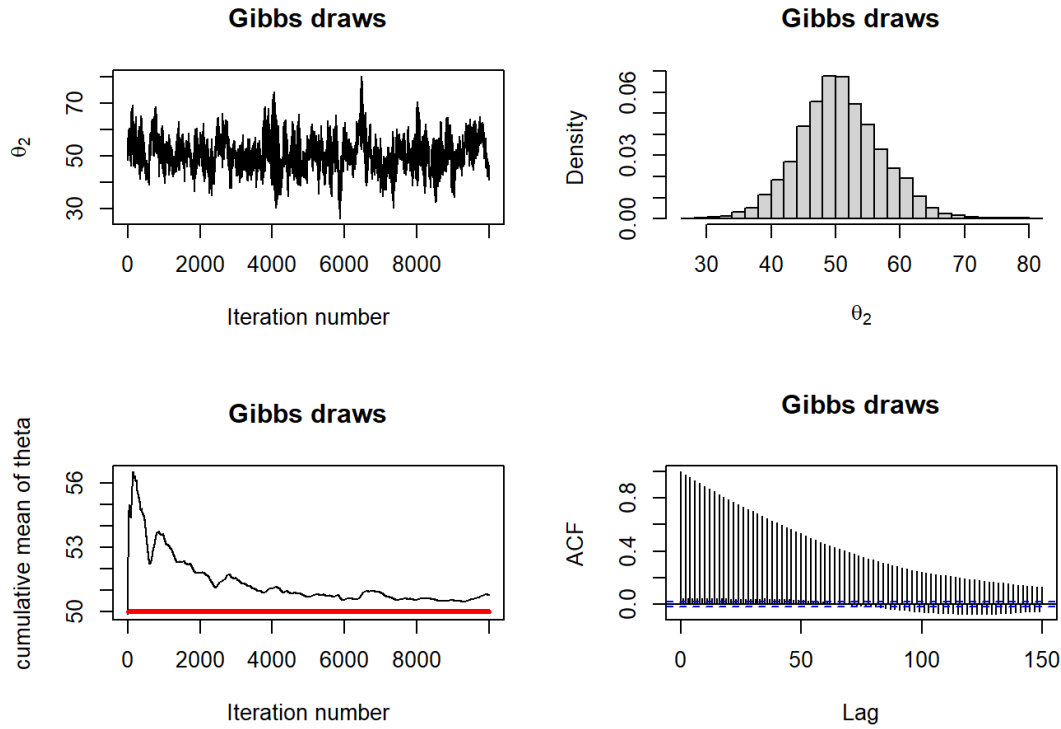 Gibbs draws
θ2
30 50 70
0 2000 4000 6000 8000
Iteration number
Gibbs draws
Density
0.00 0.03 0.06
30 40 50 60 70 80
θ2
Gibbs draws
cumulative mean of theta
50 53 56
0 2000 4000 6000 8000
Iteration number
Gibbs draws
ACF
0.0 0.4 0.8
0 50 100 150
Lag